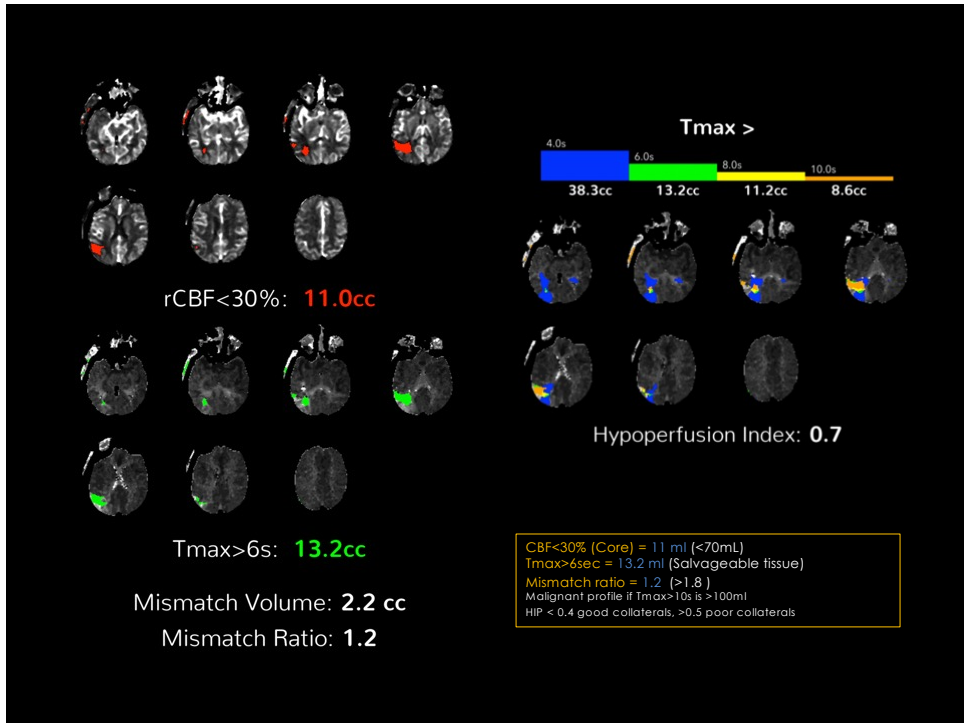 rCBF<30%: 11.0cc
Tmax>6s: 13.2cc
Mismatch Volume: 2.2 cc
Mismatch Ratio: 1.2
Tmax >
4.0s 6.0s 8.0s 10.0s
38.3cc 13.2cc 11.2cc 8.6cc
Hypoperfusion Index: 0.7
CBF<30% (Core) = 11 ml (<70mL)
Tmax>6sec = 13.2 ml (Salvageable tissue)
Mismatch ratio = 1.2 (>1.8 )
Malignant profile if Tmax>10s is >100ml
HIP < 0.4 good collaterals, >0.5 poor collaterals